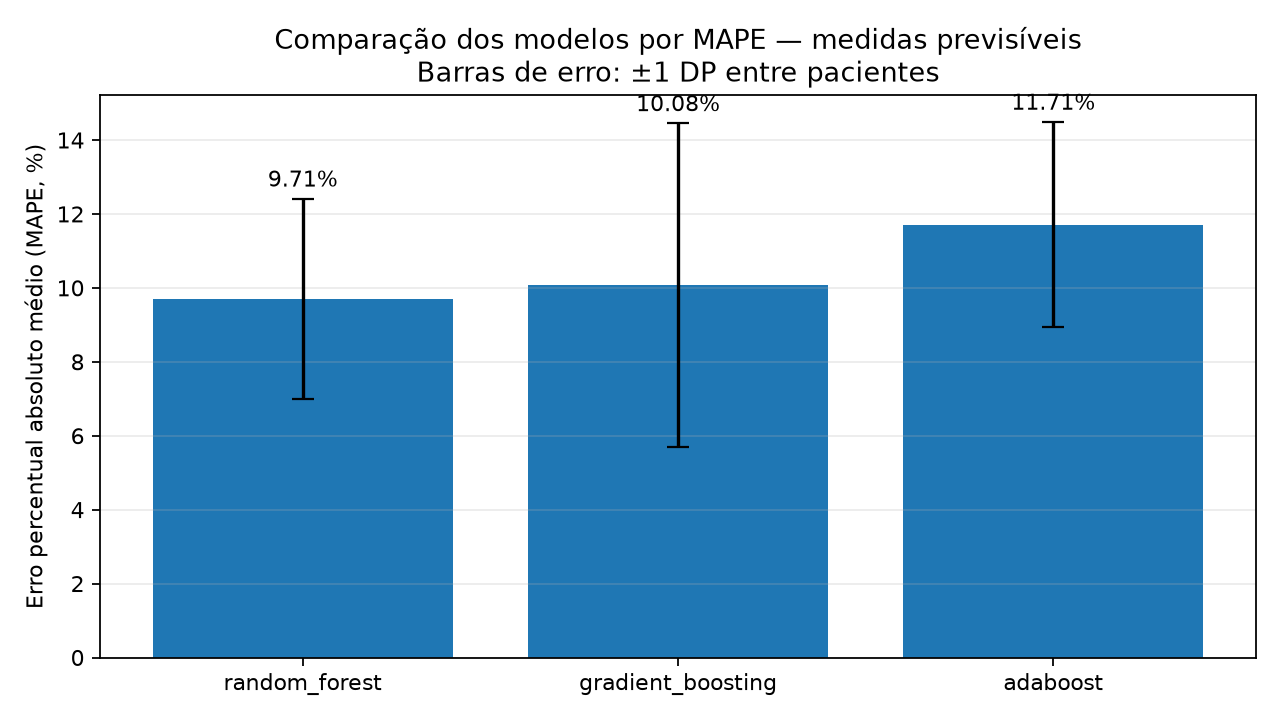 Comparação dos modelos por MAPE — medidas previsíveis
Barras de erro: ±1 DP entre pacientes
Erro percentual absoluto médio (MAPE, %)
14
12
10
8
6
4
2
0
9.71%
10.08%
11.71%
random_forest
gradient_boosting
adaboost